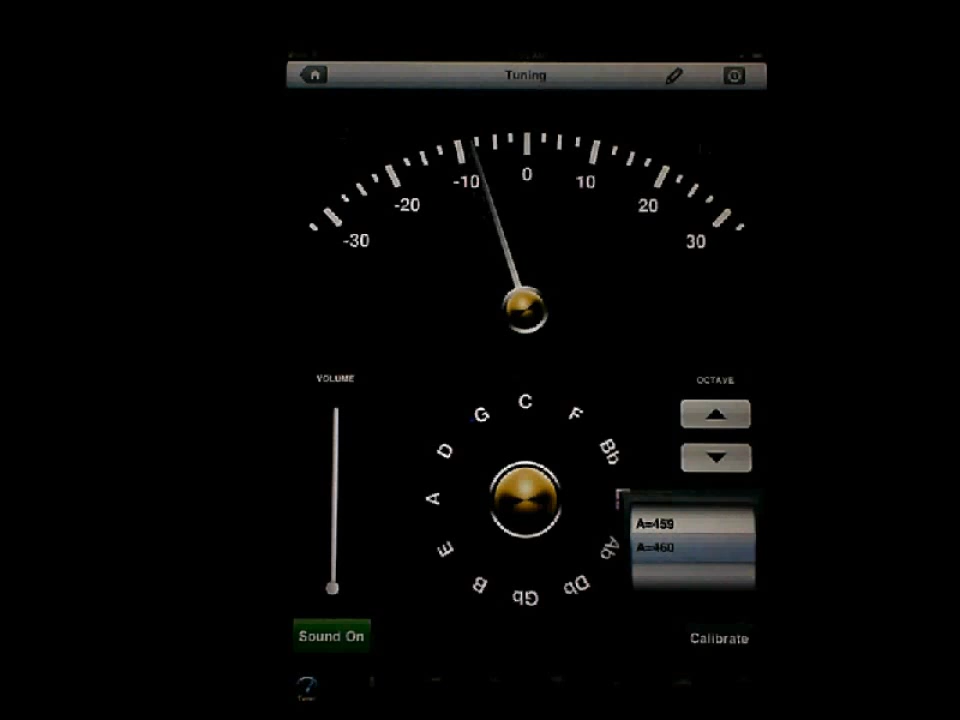 Tuning
-30 -20 -10 0 10 20 30
VOLUME
OCTAVE
C
G F
D Bb
A
E Ab
B Db
Gb
A=459
A=460
Sound On
Calibrate